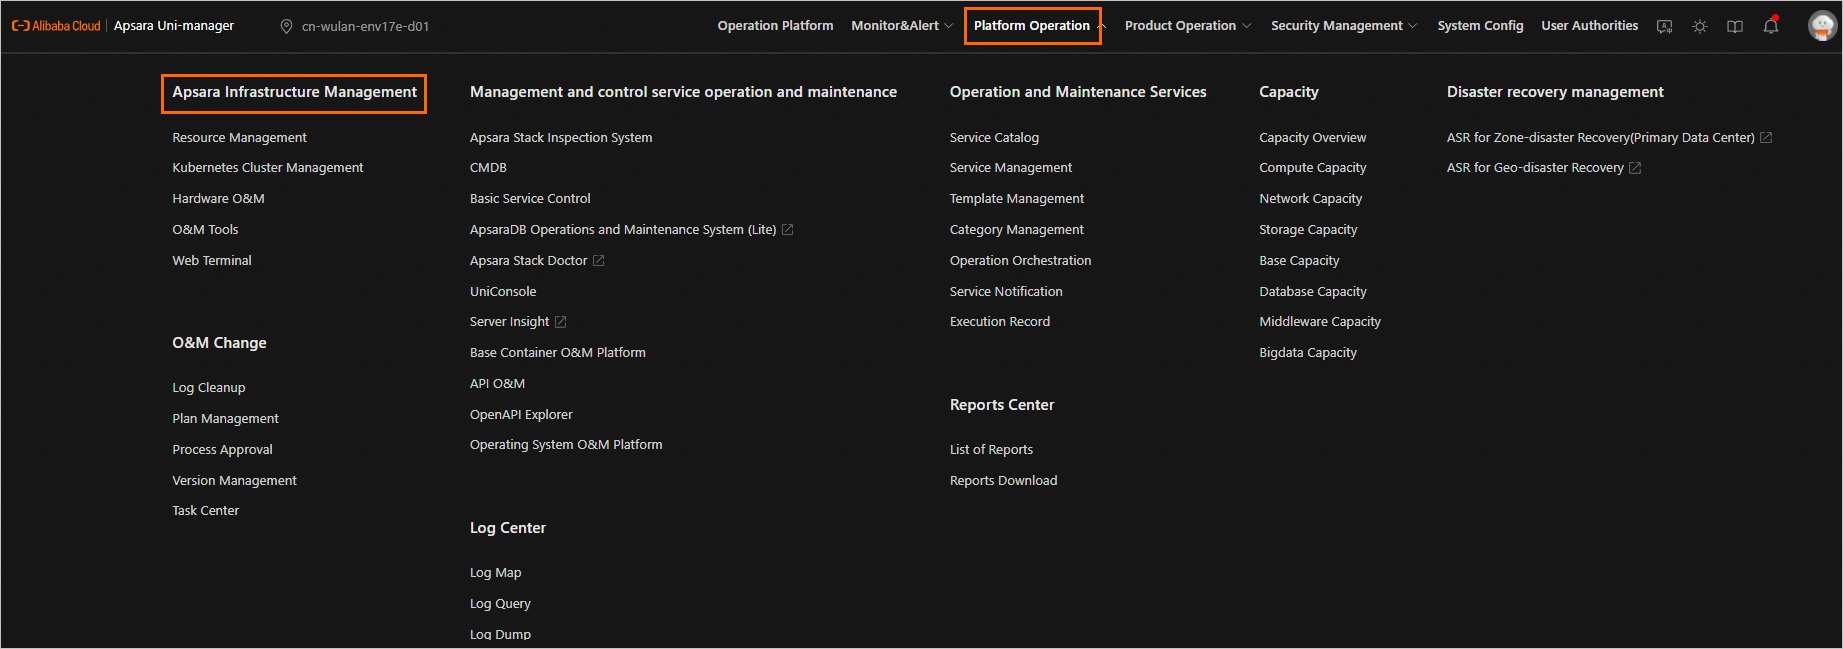 Alibaba Cloud | Apsara Uni-manager
cn-wulan-env17e-d01
Operation Platform
Monitor&Alert
Platform Operation
Product Operation
Security Management
System Config
User Authorities
Apsara Infrastructure Management
Resource Management
Kubernetes Cluster Management
Hardware O&M
O&M Tools
Web Terminal
O&M Change
Log Cleanup
Plan Management
Process Approval
Version Management
Task Center
Management and control service operation and maintenance
Apsara Stack Inspection System
CMDB
Basic Service Control
ApsaraDB Operations and Maintenance System (Lite)
Apsara Stack Doctor
UniConsole
Server Insight
Base Container O&M Platform
API O&M
OpenAPI Explorer
Operating System O&M Platform
Log Center
Log Map
Log Query
Log Dump
Operation and Maintenance Services
Service Catalog
Service Management
Template Management
Category Management
Operation Orchestration
Service Notification
Execution Record
Reports Center
List of Reports
Reports Download
Capacity
Capacity Overview
Compute Capacity
Network Capacity
Storage Capacity
Base Capacity
Database Capacity
Middleware Capacity
Bigdata Capacity
Disaster recovery management
ASR for Zone-disaster Recovery(Primary Data Center)
ASR for Geo-disaster Recovery